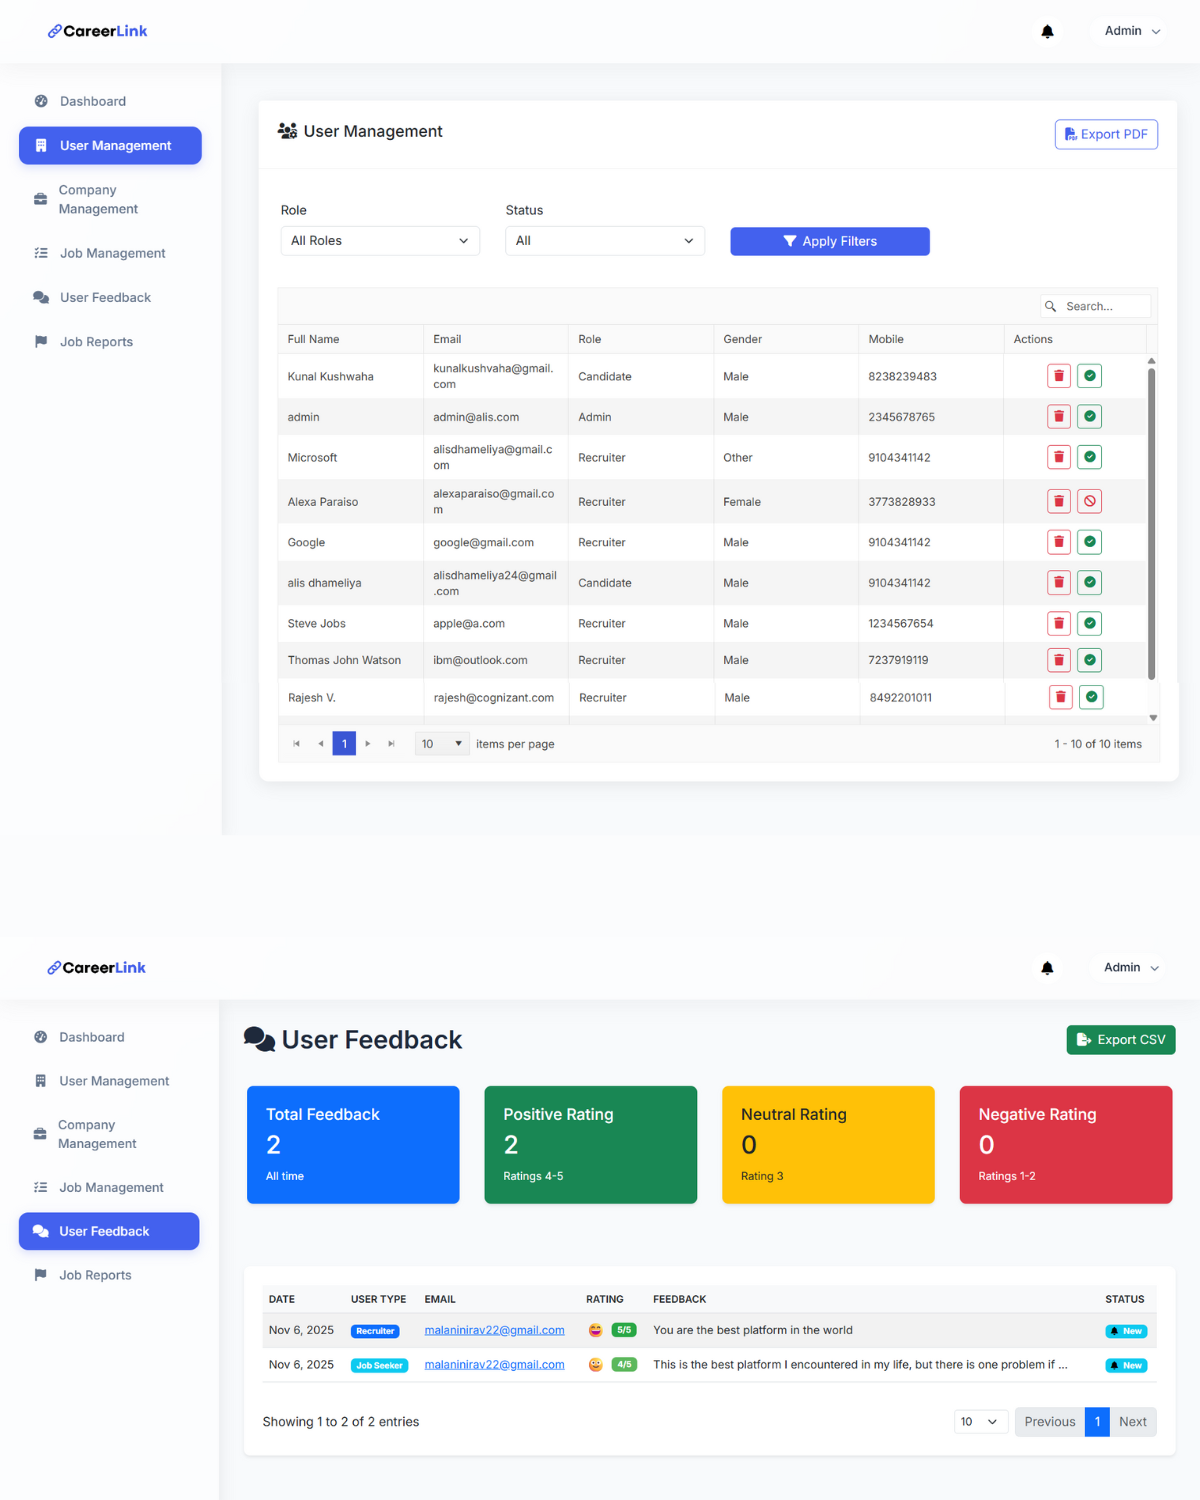 CareerLink
Admin
Dashboard
User Management
Company
Management
Job Management
User Feedback
Job Reports
User Management
Export PDF
Role
Status
All Roles
All
Apply Filters
Search...
Full Name Email Role Gender Mobile Actions
Kunal Kushwaha kunalkushvaha@gmail. Candidate Male 8238239483
com
admin admin@alis.com Admin Male 2345678765
Microsoft alisdhameliya@gmail.c Recruiter Other 9104341142
om
Alexa Paraiso alexaparaiso@gmail.co Recruiter Female 3773828933
m
Google google@gmail.com Recruiter Male 9104341142
alis dhameliya alisdhameliya24@gmail Candidate Male 9104341142
.com
Steve Jobs apple@a.com Recruiter Male 1234567654
Thomas John Watson ibm@outlook.com Recruiter Male 7237919119
Rajesh V. rajesh@cognizant.com Recruiter Male 8492201011
1 10 items per page 1 - 10 of 10 items
CareerLink
Admin
Dashboard
User Management
Company
Management
Job Management
User Feedback
Job Reports
User Feedback
Export CSV
Total Feedback
2
All time
Positive Rating
2
Ratings 4-5
Neutral Rating
0
Rating 3
Negative Rating
0
Ratings 1-2
DATE USER TYPE EMAIL RATING FEEDBACK STATUS
Nov 6, 2025 Recruiter malaninirav22@gmail.com 5/5 You are the best platform in the world New
Nov 6, 2025 Job Seeker malaninirav22@gmail.com 4/5 This is the best platform I encountered in my life, but there is one problem if ... New
Showing 1 to 2 of 2 entries
10 Previous 1 Next